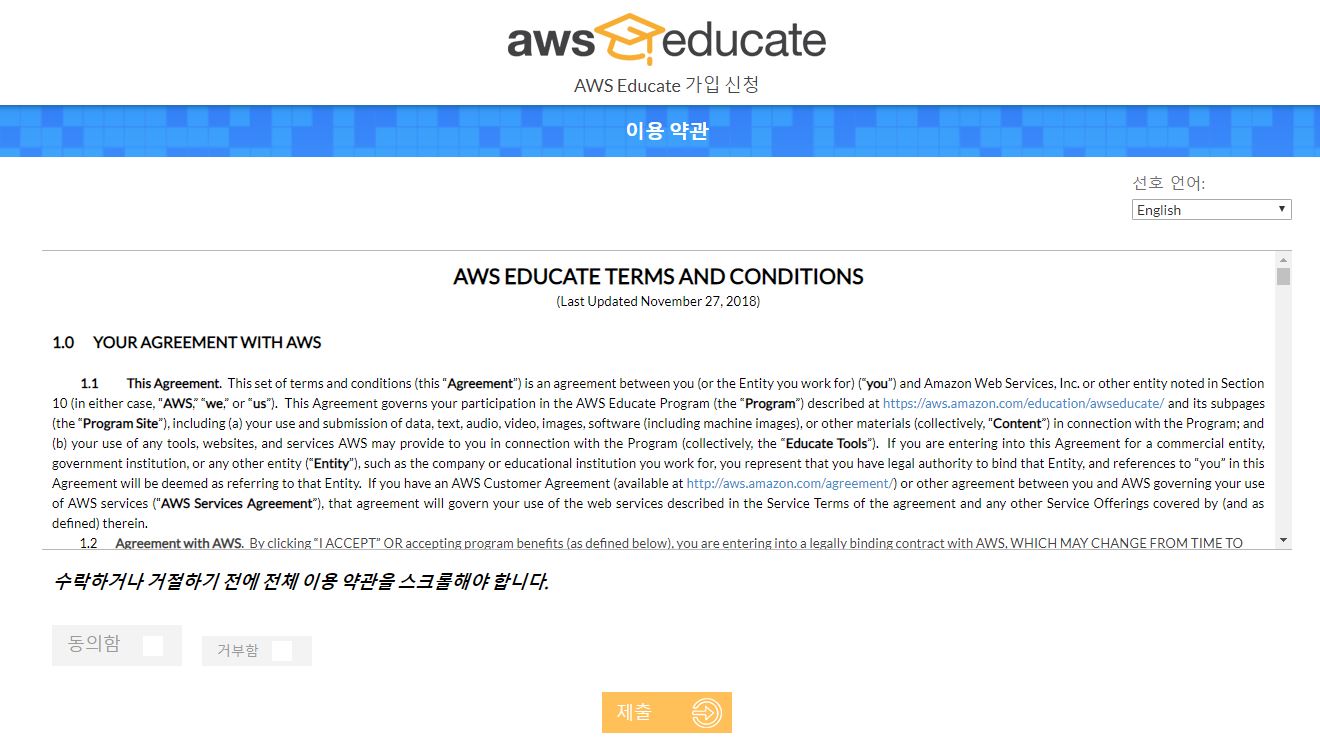 aws educate
AWS Educate 가입 신청
이용 약관
선호 언어:
English
AWS EDUCATE TERMS AND CONDITIONS
(Last Updated November 27, 2018)
1.0 YOUR AGREEMENT WITH AWS
1.1 This Agreement. This set of terms and conditions (this “Agreement”) is an agreement between you (or the Entity you work for) (“you”) and Amazon Web Services, Inc. or other entity noted in Section
10 (in either case, “AWS,” “we,” or “us”). This Agreement governs your participation in the AWS Educate Program (the “Program”) described at https://aws.amazon.com/education/awseducate/ and its subpages
(the “Program Site”), including (a) your use and submission of data, text, audio, video, images, software (including machine images), or other materials (collectively, “Content”) in connection with the Program; and
(b) your use of any tools, websites, and services AWS may provide to you in connection with the Program (collectively, the “Educate Tools”). If you are entering into this Agreement for a commercial entity,
government institution, or any other entity (“Entity”), such as the company or educational institution you work for, you represent that you have legal authority to bind that Entity, and references to “you” in this
Agreement will be deemed as referring to that Entity. If you have an AWS Customer Agreement (available at http://aws.amazon.com/agreement/) or other agreement between you and AWS governing your use
of AWS services (“AWS Services Agreement”), that agreement will govern your use of the web services described in the Service Terms of the agreement and any other Service Offerings covered by (and as
defined) therein.
1.2 Agreement with AWS. By clicking “I ACCEPT” OR accepting program benefits (as defined below), you are entering into a legally binding contract with AWS, WHICH MAY CHANGE FROM TIME TO
수락하거나 거절하기 전에 전체 이용 약관을 스크롤해야 합니다.
동의함
거부함
제출